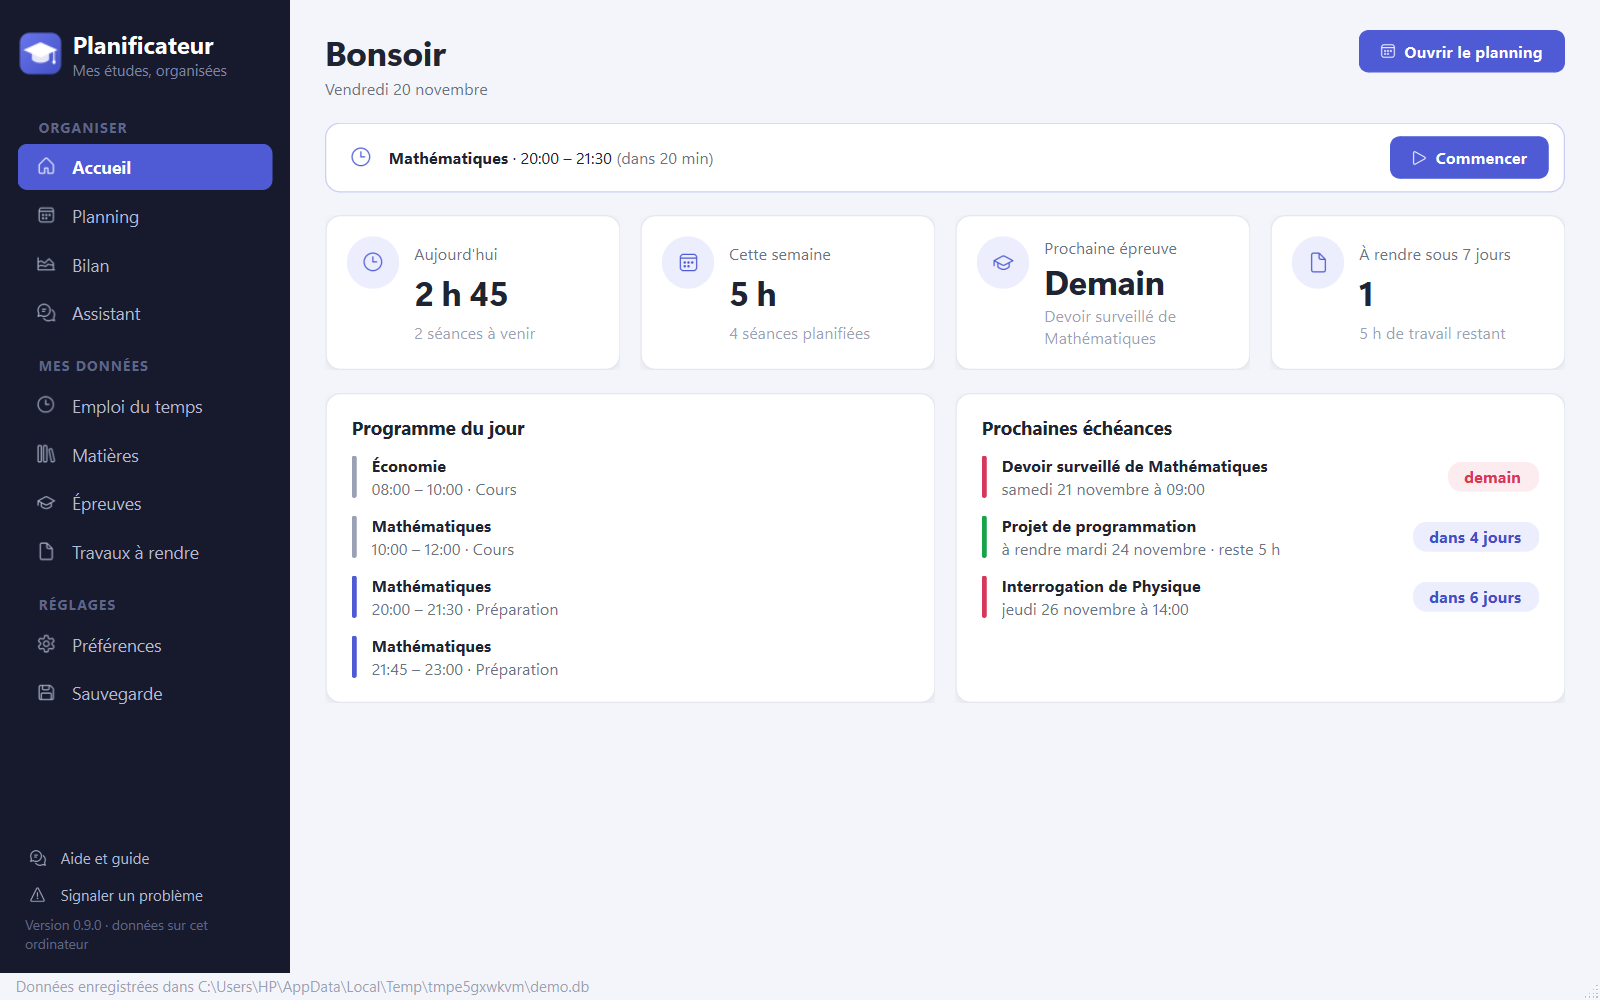 Planificateur
Mes études, organisées
ORGANISER
Accueil
Planning
Bilan
Assistant
MES DONNÉES
Emploi du temps
Matières
Épreuves
Travaux à rendre
RÉGLAGES
Préférences
Sauvegarde
Aide et guide
Signaler un problème
Version 0.9.0 · données sur cet
ordinateur
Bonsoir
Vendredi 20 novembre
Ouvrir le planning
Mathématiques · 20:00 – 21:30 (dans 20 min)
Commencer
Aujourd'hui
2 h 45
2 séances à venir
Cette semaine
5 h
4 séances planifiées
Prochaine épreuve
Demain
Devoir surveillé de
Mathématiques
À rendre sous 7 jours
1
5 h de travail restant
Programme du jour
Économie
08:00 – 10:00 · Cours
Mathématiques
10:00 – 12:00 · Cours
Mathématiques
20:00 – 21:30 · Préparation
Mathématiques
21:45 – 23:00 · Préparation
Prochaines échéances
Devoir surveillé de Mathématiques
samedi 21 novembre à 09:00
demain
Projet de programmation
à rendre mardi 24 novembre · reste 5 h
dans 4 jours
Interrogation de Physique
jeudi 26 novembre à 14:00
dans 6 jours
Données enregistrées dans C:\Users\HP\AppData\Local\Temp\tmpe5gxwkvm\demo.db